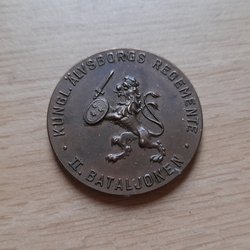 KUNGL. ÄLVSBORGS REGEMENTE
· II. BATALJONEN ·